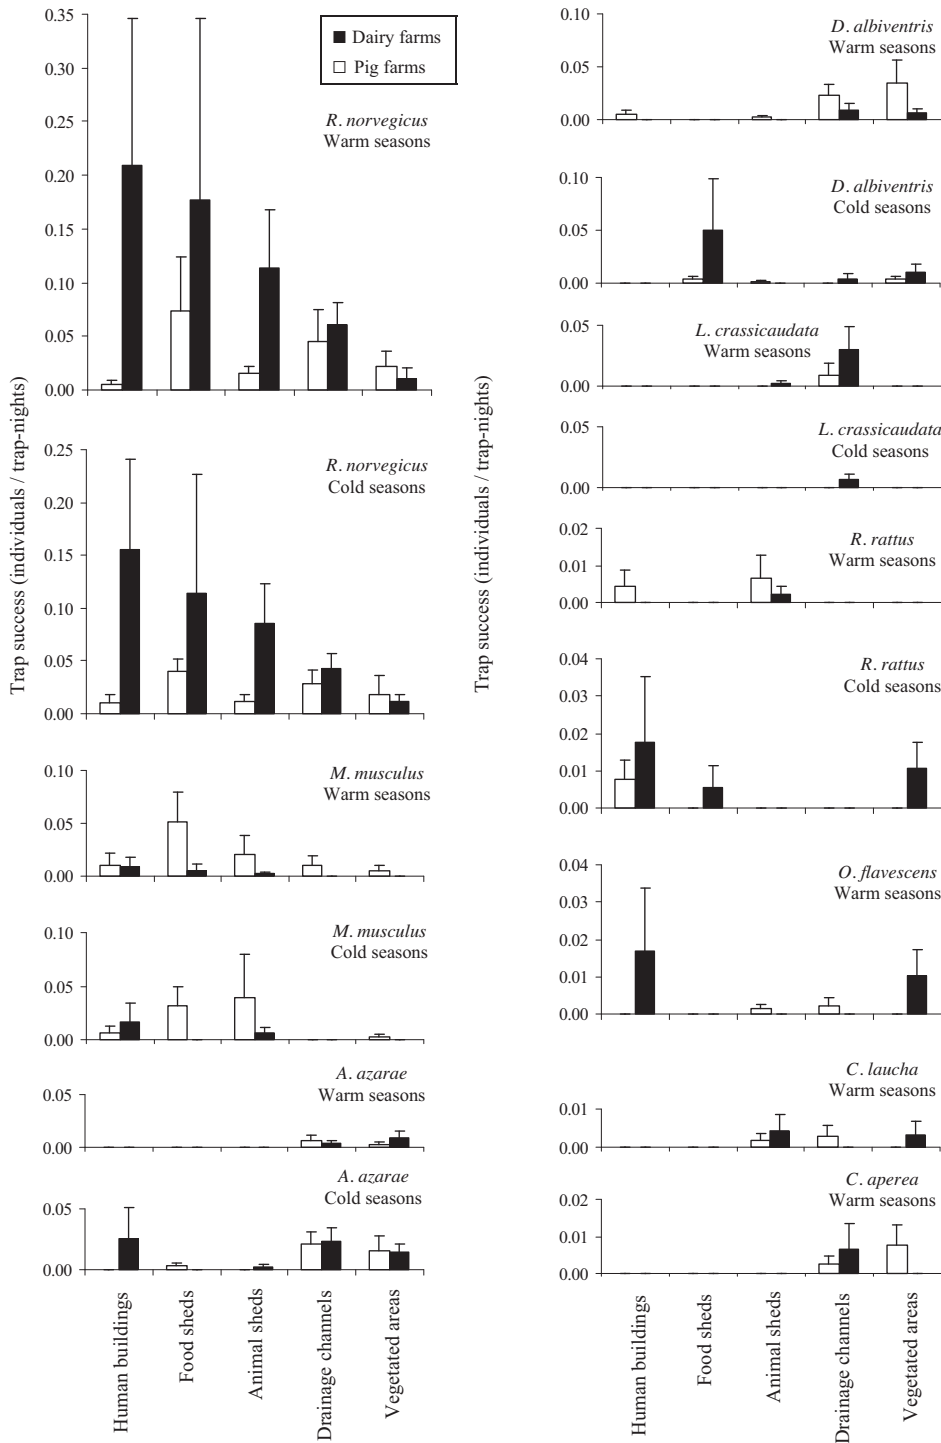 0.35
0.30
0.25
0.20
0.15
0.10
0.05
0.00
Dairy farms
Pig farms
R. norvegicus
Warm seasons
0.25
0.20
0.15
0.10
0.05
0.00
R. norvegicus
Cold seasons
0.10
0.05
0.00
M. musculus
Warm seasons
0.10
0.05
0.00
M. musculus
Cold seasons
0.05
0.00
A. azarae
Warm seasons
0.05
0.00
A. azarae
Cold seasons
Trap success (individuals / trap-nights)
Human buildings
Food sheds
Animal sheds
Drainage channels
Vegetated areas
0.10
0.05
0.00
D. albiventris
Warm seasons
0.10
0.05
0.00
D. albiventris
Cold seasons
0.05
0.00
L. crassicaudata
Warm seasons
0.05
0.00
L. crassicaudata
Cold seasons
0.02
0.01
0.00
R. rattus
Warm seasons
0.04
0.03
0.02
0.01
0.00
R. rattus
Cold seasons
0.04
0.03
0.02
0.01
0.00
O. flavescens
Warm seasons
0.01
0.00
C. laucha
Warm seasons
0.02
0.01
0.00
C. aperea
Warm seasons
Trap success (individuals / trap-nights)
Human buildings
Food sheds
Animal sheds
Drainage channels
Vegetated areas